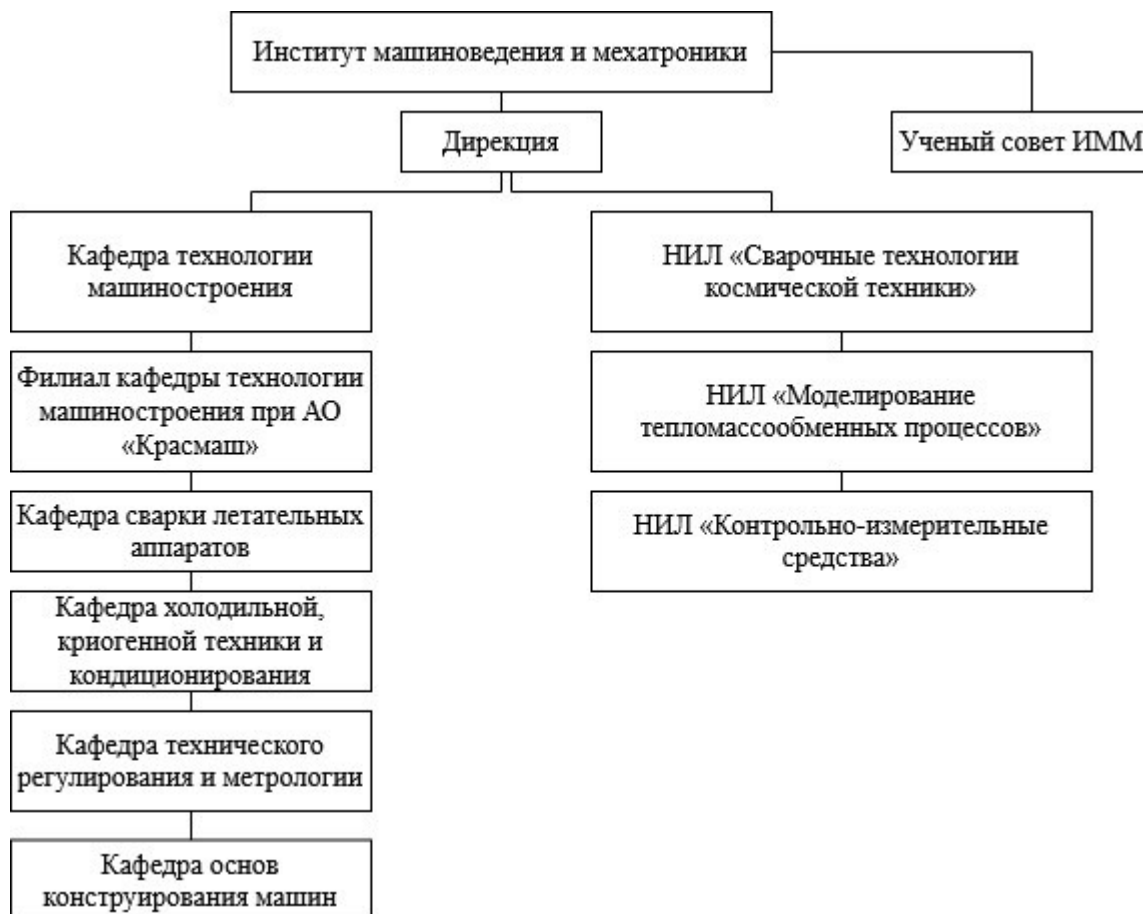 Институт машиноведения и мехатроники
Дирекция
Ученый совет ИММ
Кафедра технологии
машиностроения
Филиал кафедры технологии
машиностроения при АО
«Красмаш»
Кафедра сварки летательных
аппаратов
Кафедра холодильной,
криогенной техники и
кондиционирования
Кафедра технического
регулирования и метрологии
Кафедра основ
конструирования машин
НИЛ «Сварочные технологии
космической техники»
НИЛ «Моделирование
тепломассообменных процессов»
НИЛ «Контрольно-измерительные
средства»